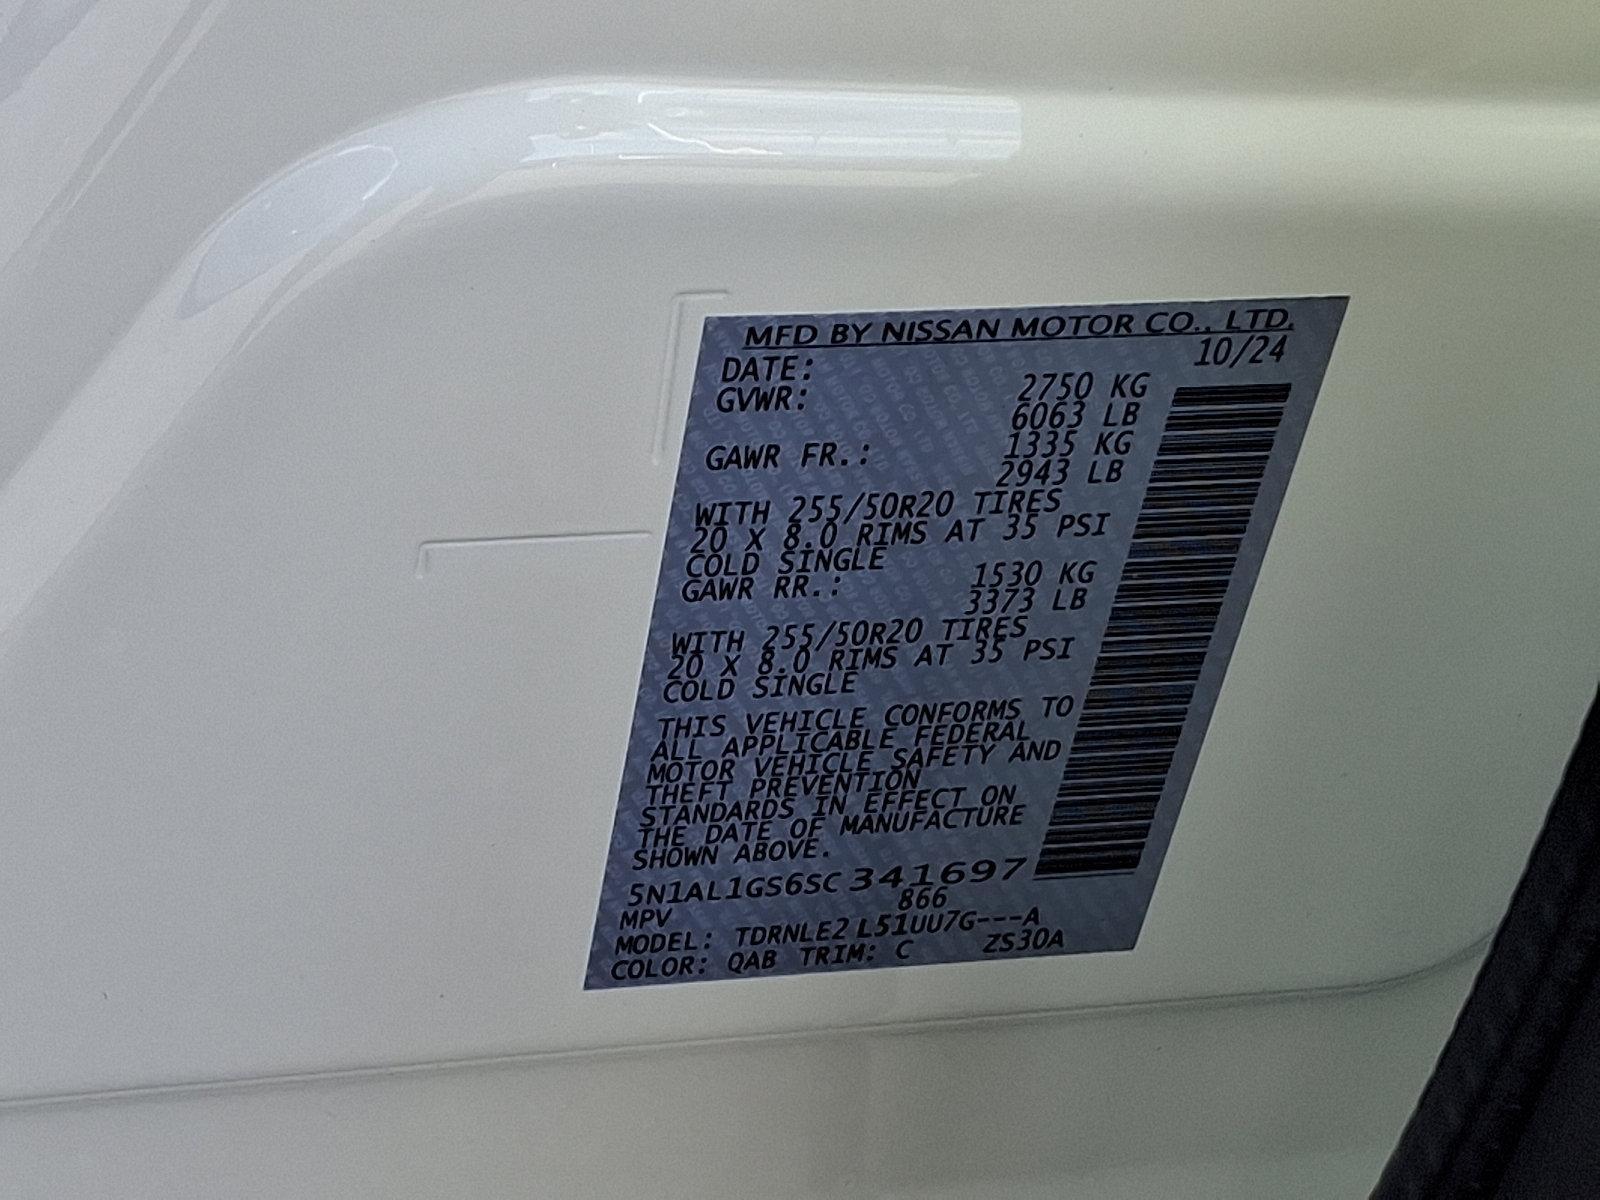 MFD BY NISSAN MOTOR CO., LTD.
DATE: 10/24
GVWR: 2750 KG
6063 LB
GAWR FR.: 1335 KG
2943 LB
WITH 255/50R20 TIRES
20 X 8.0 RIMS AT 35 PSI
COLD SINGLE
GAWR RR.: 1530 KG
3373 LB
WITH 255/50R20 TIRES
20 X 8.0 RIMS AT 35 PSI
COLD SINGLE
THIS VEHICLE CONFORMS TO
ALL APPLICABLE FEDERAL
MOTOR VEHICLE SAFETY AND
THEFT PREVENTION
STANDARDS IN EFFECT ON
THE DATE OF MANUFACTURE
SHOWN ABOVE.
5N1AL1GS6SC341697
MPV 866
MODEL: TDRNLE2 L51UU7G---A
COLOR: QAB TRIM: C ZS30A